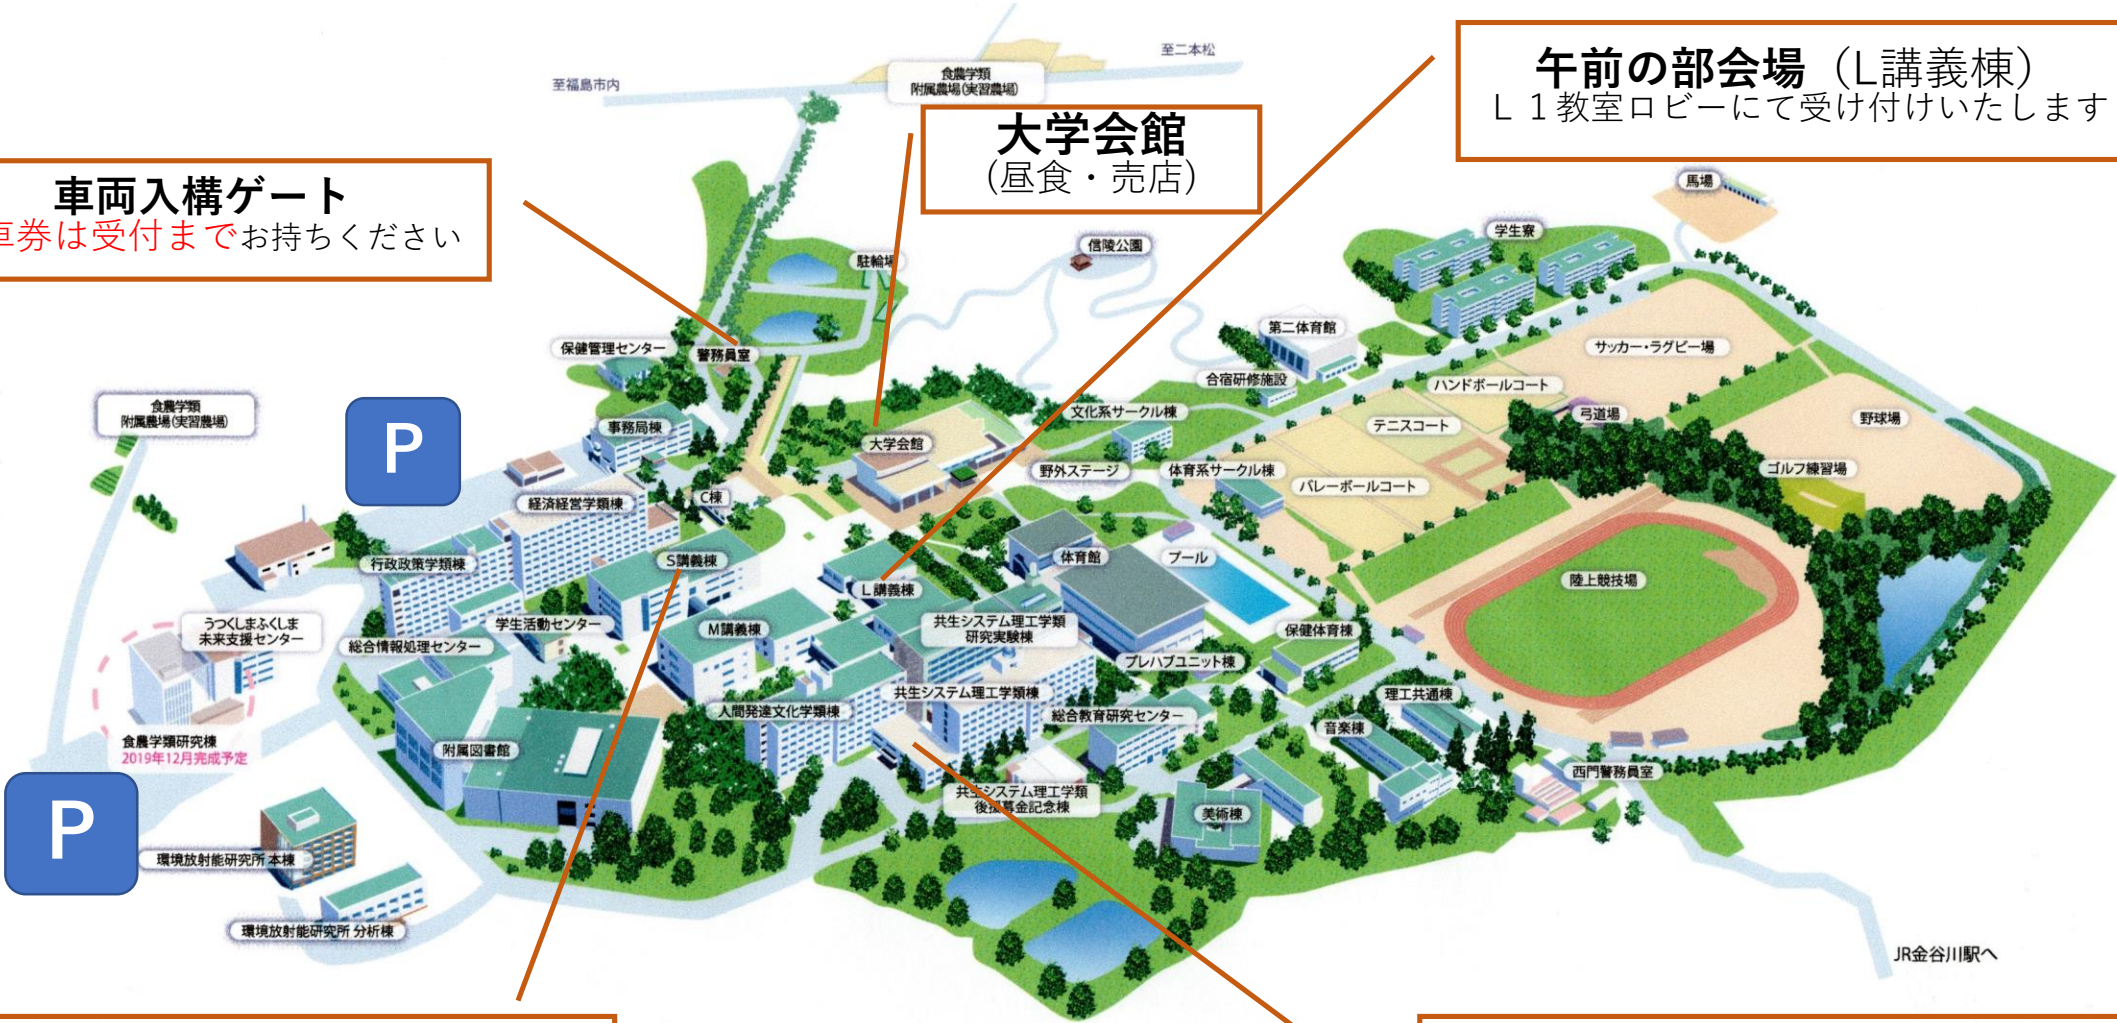 至二本松
至福島市内
食農学類
附属農場(実習農場)
午前の部会場（L講義棟）
Ｌ１教室ロビーにて受け付けいたします
大学会館
（昼食・売店）
車両入構ゲート
車券は受付までお持ちください
馬場
学生寮
信陵公園
駐輪場
第二体育館
サッカー・ラグビー場
保健管理センター
警務員室
合宿研修施設
ハンドボールコート
食農学類
附属農場(実習農場)
P
事務局棟
大学会館
文化系サークル棟
テニスコート
弓道場
野球場
野外ステージ
体育系サークル棟
バレーボールコート
ゴルフ練習場
経済経営学類棟
C棟
行政政策学類棟
S講義棟
L講義棟
体育館
プール
陸上競技場
うつくしまふくしま
未来支援センター
総合情報処理センター
学生活動センター
M講義棟
共生システム理工学類
研究実験棟
保健体育棟
プレハブユニット棟
共生システム理工学類棟
人間発達文化学類棟
総合教育研究センター
理工共通棟
音楽棟
食農学類研究棟
2019年12月完成予定
附属図書館
西門警務員室
共生システム理工学類
後援募金記念棟
美術棟
P
環境放射能研究所 本棟
環境放射能研究所 分析棟
JR金谷川駅へ